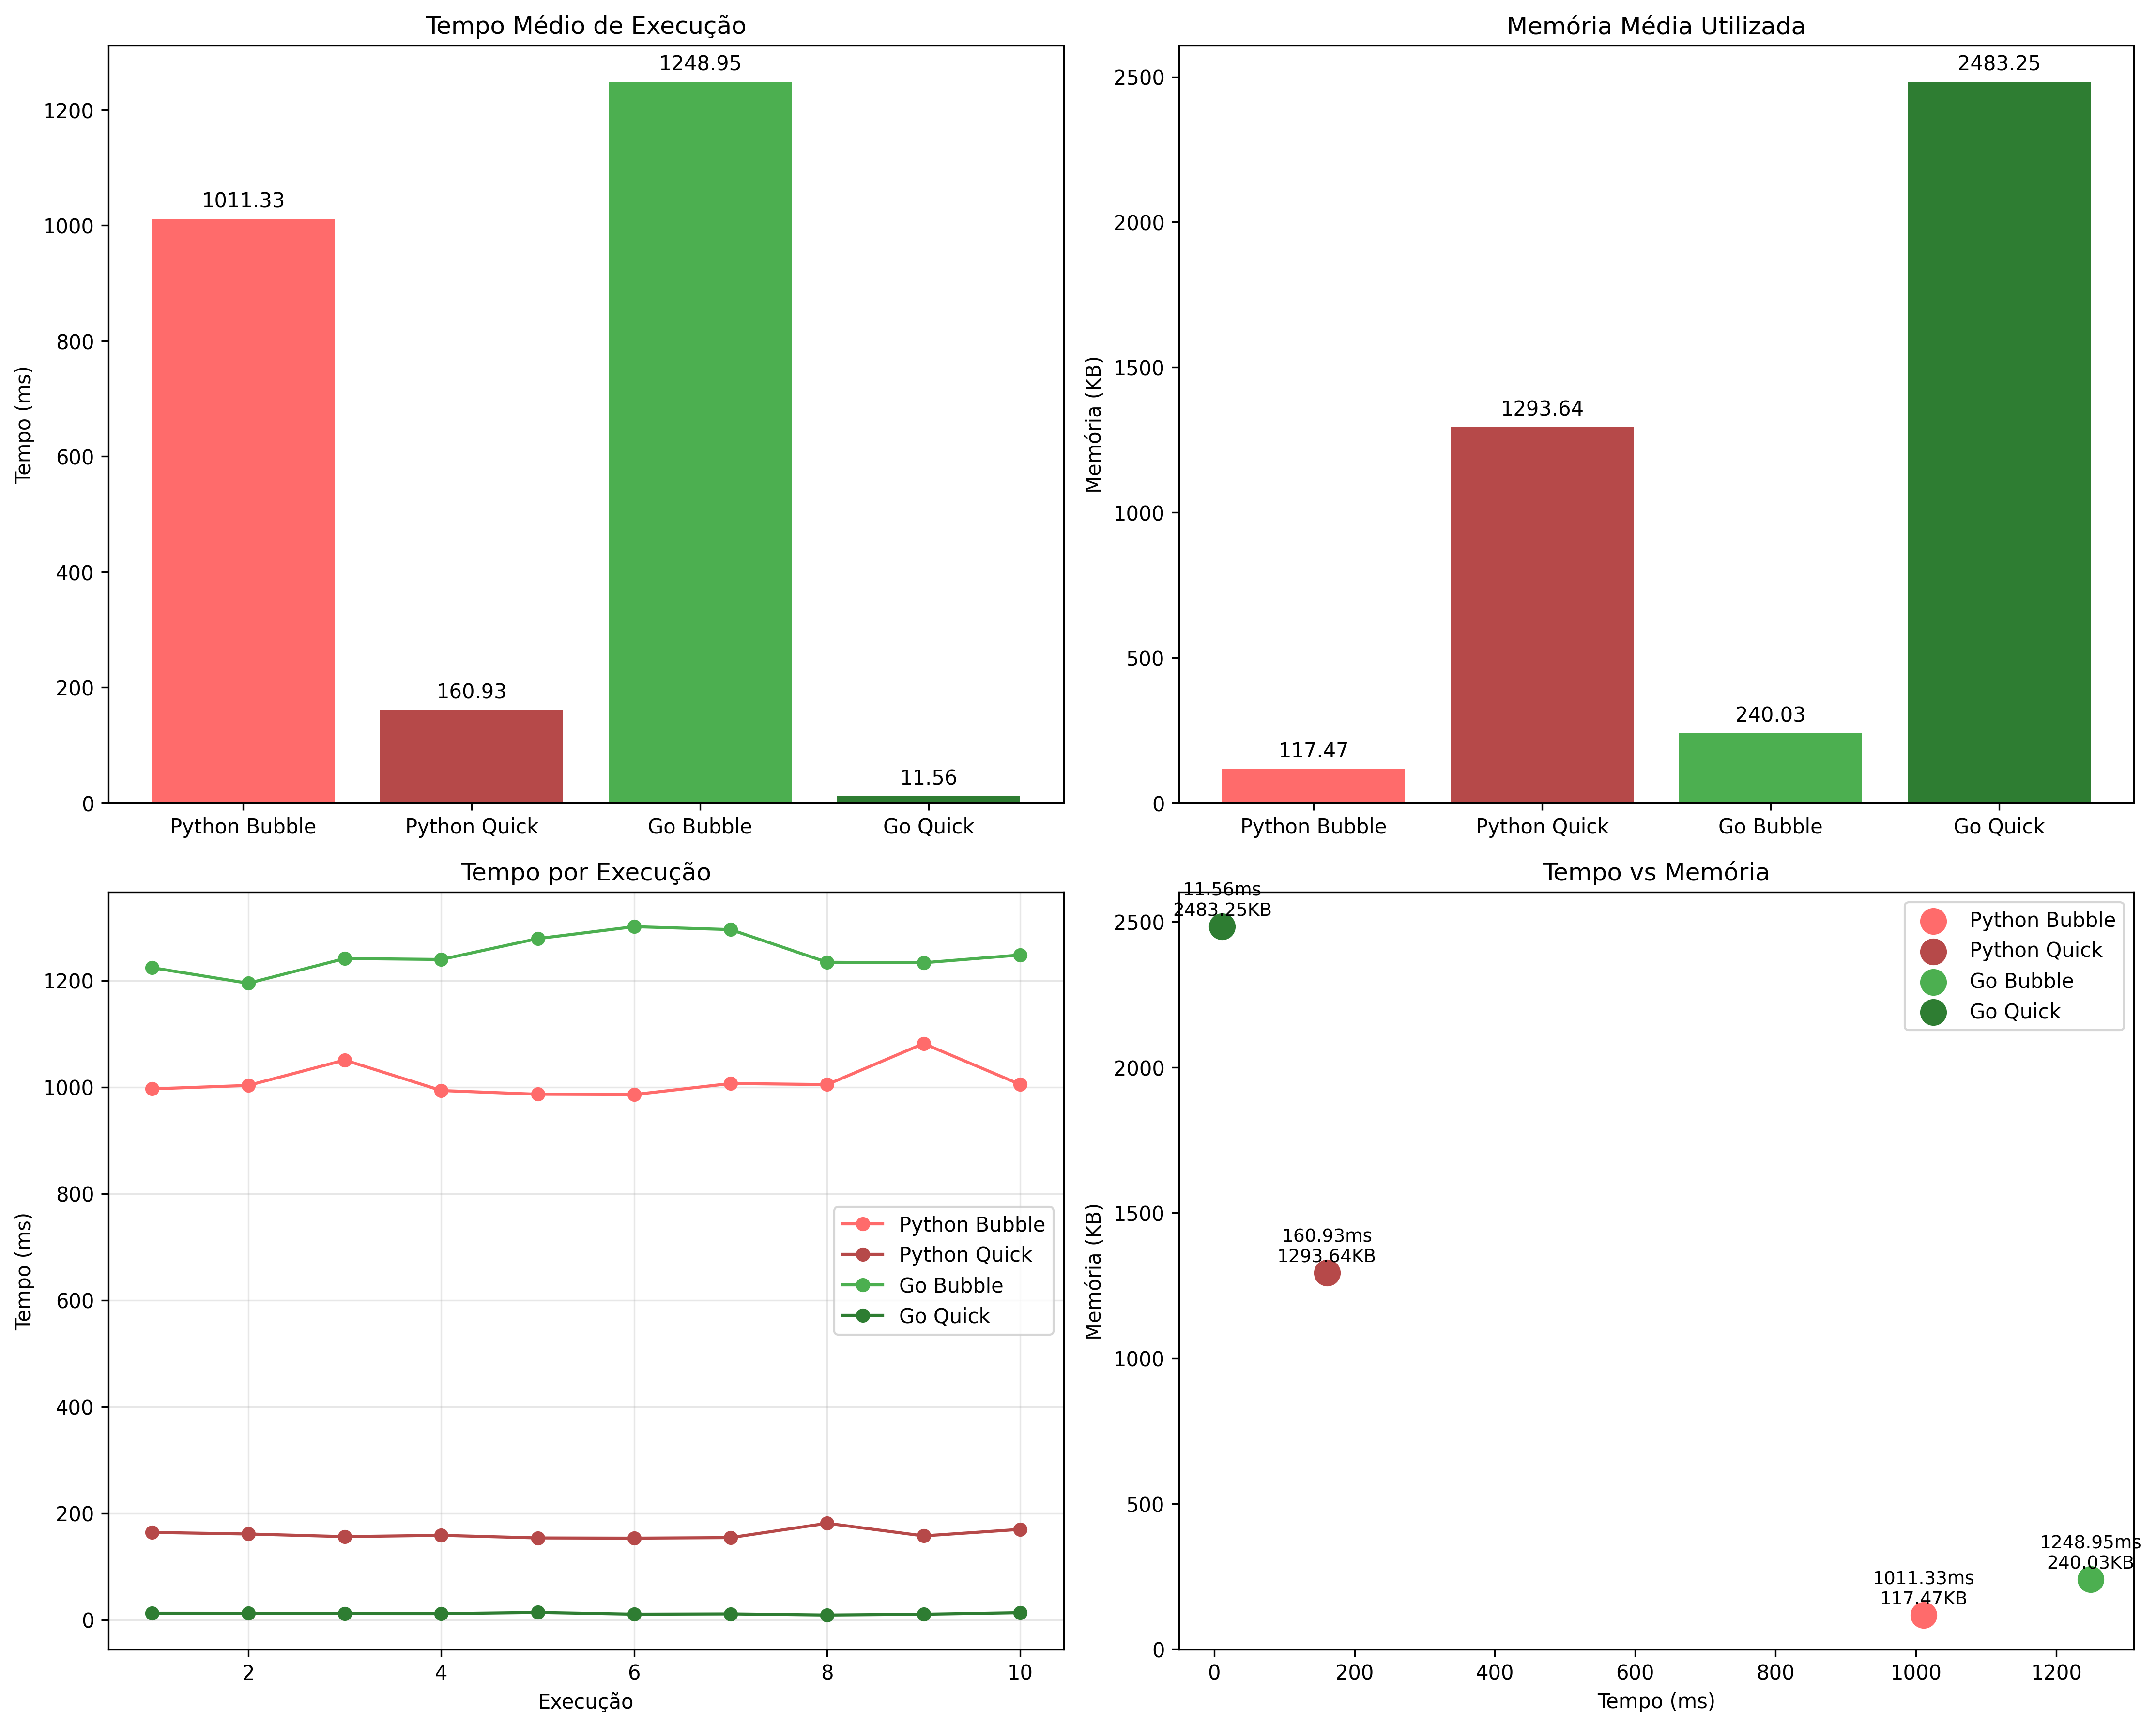 Tempo Médio de Execução
Tempo (ms)
1200
1000
800
600
400
200
0
1011.33
160.93
1248.95
11.56
Python Bubble
Python Quick
Go Bubble
Go Quick
Memória Média Utilizada
Memória (KB)
2500
2000
1500
1000
500
0
117.47
1293.64
240.03
2483.25
Python Bubble
Python Quick
Go Bubble
Go Quick
Tempo por Execução
Tempo (ms)
1200
1000
800
600
400
200
0
Python Bubble
Python Quick
Go Bubble
Go Quick
2
4
6
8
10
Execução
Tempo vs Memória
Memória (KB)
2500
2000
1500
1000
500
0
11.56ms
2483.25KB
160.93ms
1293.64KB
1011.33ms
117.47KB
1248.95ms
240.03KB
Python Bubble
Python Quick
Go Bubble
Go Quick
0
200
400
600
800
1000
1200
Tempo (ms)